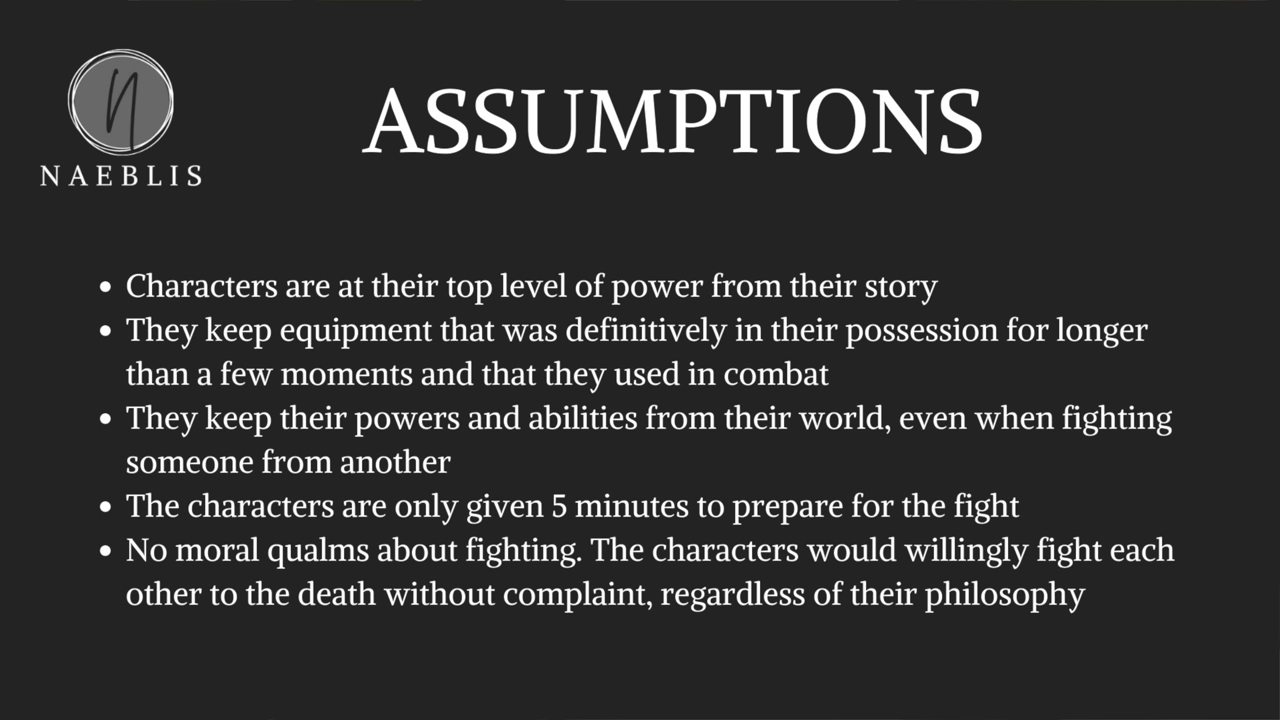 n
NAEBLIS
ASSUMPTIONS
• Characters are at their top level of power from their story
• They keep equipment that was definitively in their possession for longer
than a few moments and that they used in combat
• They keep their powers and abilities from their world, even when fighting
someone from another
• The characters are only given 5 minutes to prepare for the fight
• No moral qualms about fighting. The characters would willingly fight each
other to the death without complaint, regardless of their philosophy